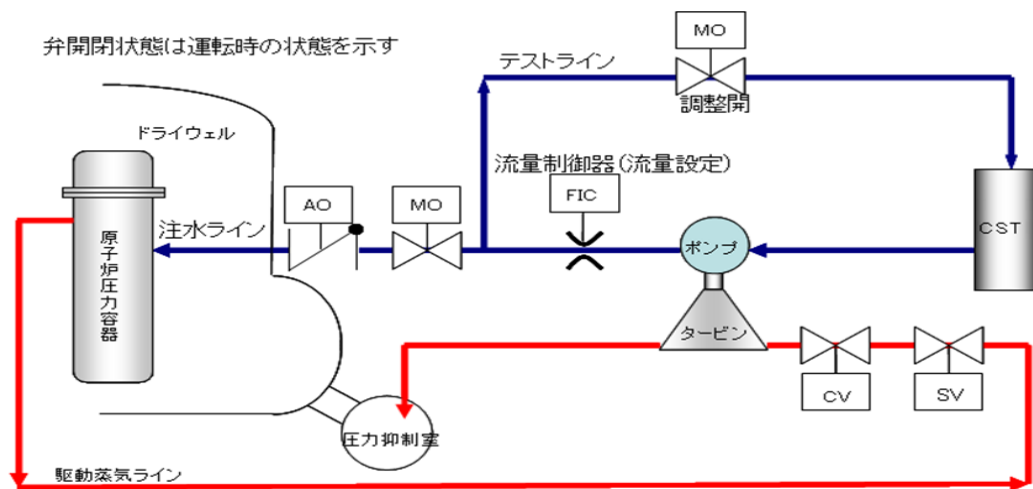 弁開閉状態は運転時の状態を示す
MO
テストライン
調整開
ドライウェル
流量制御器(流量設定)
AO
MO
FIC
注水ライン
ポンプ
CST
原子炉圧力容器
タービン
CV
SV
圧力抑制室
駆動蒸気ライン